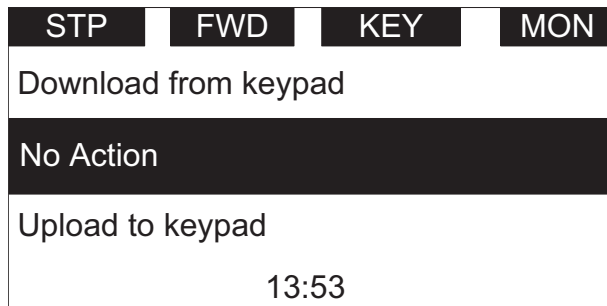 STP FWD KEY MON
Download from keypad
No Action
Upload to keypad
13:53